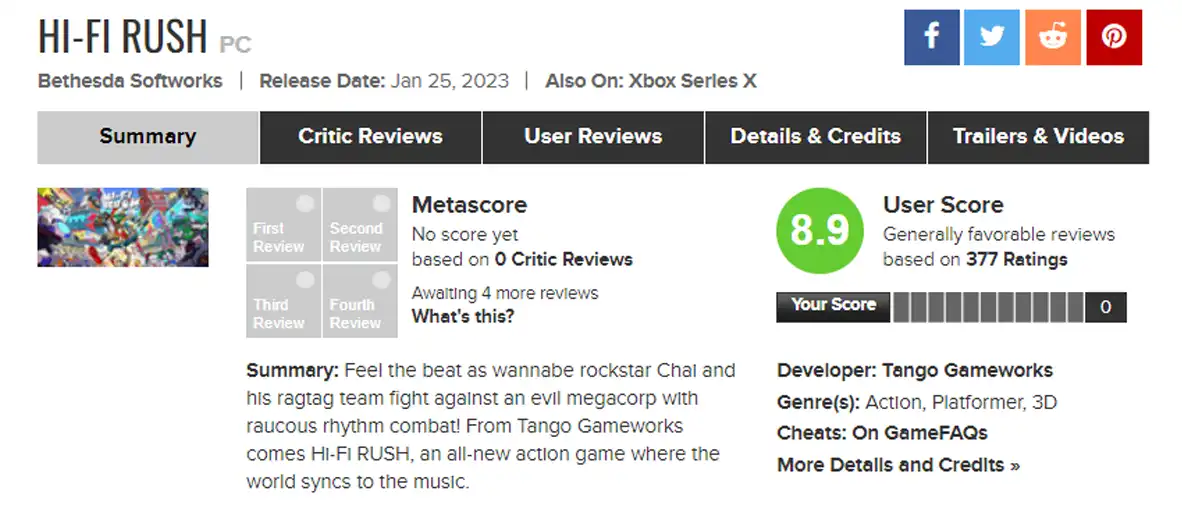 HI-FI RUSH PC
Bethesda Softworks | Release Date: Jan 25, 2023 | Also On: Xbox Series X
Summary
Critic Reviews
User Reviews
Details & Credits
Trailers & Videos
HI-FI
RUSH
First
Review
Second
Review
Third
Review
Fourth
Review
Metascore
No score yet
based on 0 Critic Reviews
Awaiting 4 more reviews
What's this?
8.9
User Score
Generally favorable reviews
based on 377 Ratings
Your Score
0
Summary: Feel the beat as wannabe rockstar Chai and
his ragtag team fight against an evil megacorp with
raucous rhythm combat! From Tango Gameworks
comes Hi-Fi RUSH, an all-new action game where the
world syncs to the music.
Developer: Tango Gameworks
Genre(s): Action, Platformer, 3D
Cheats: On GameFAQs
More Details and Credits »